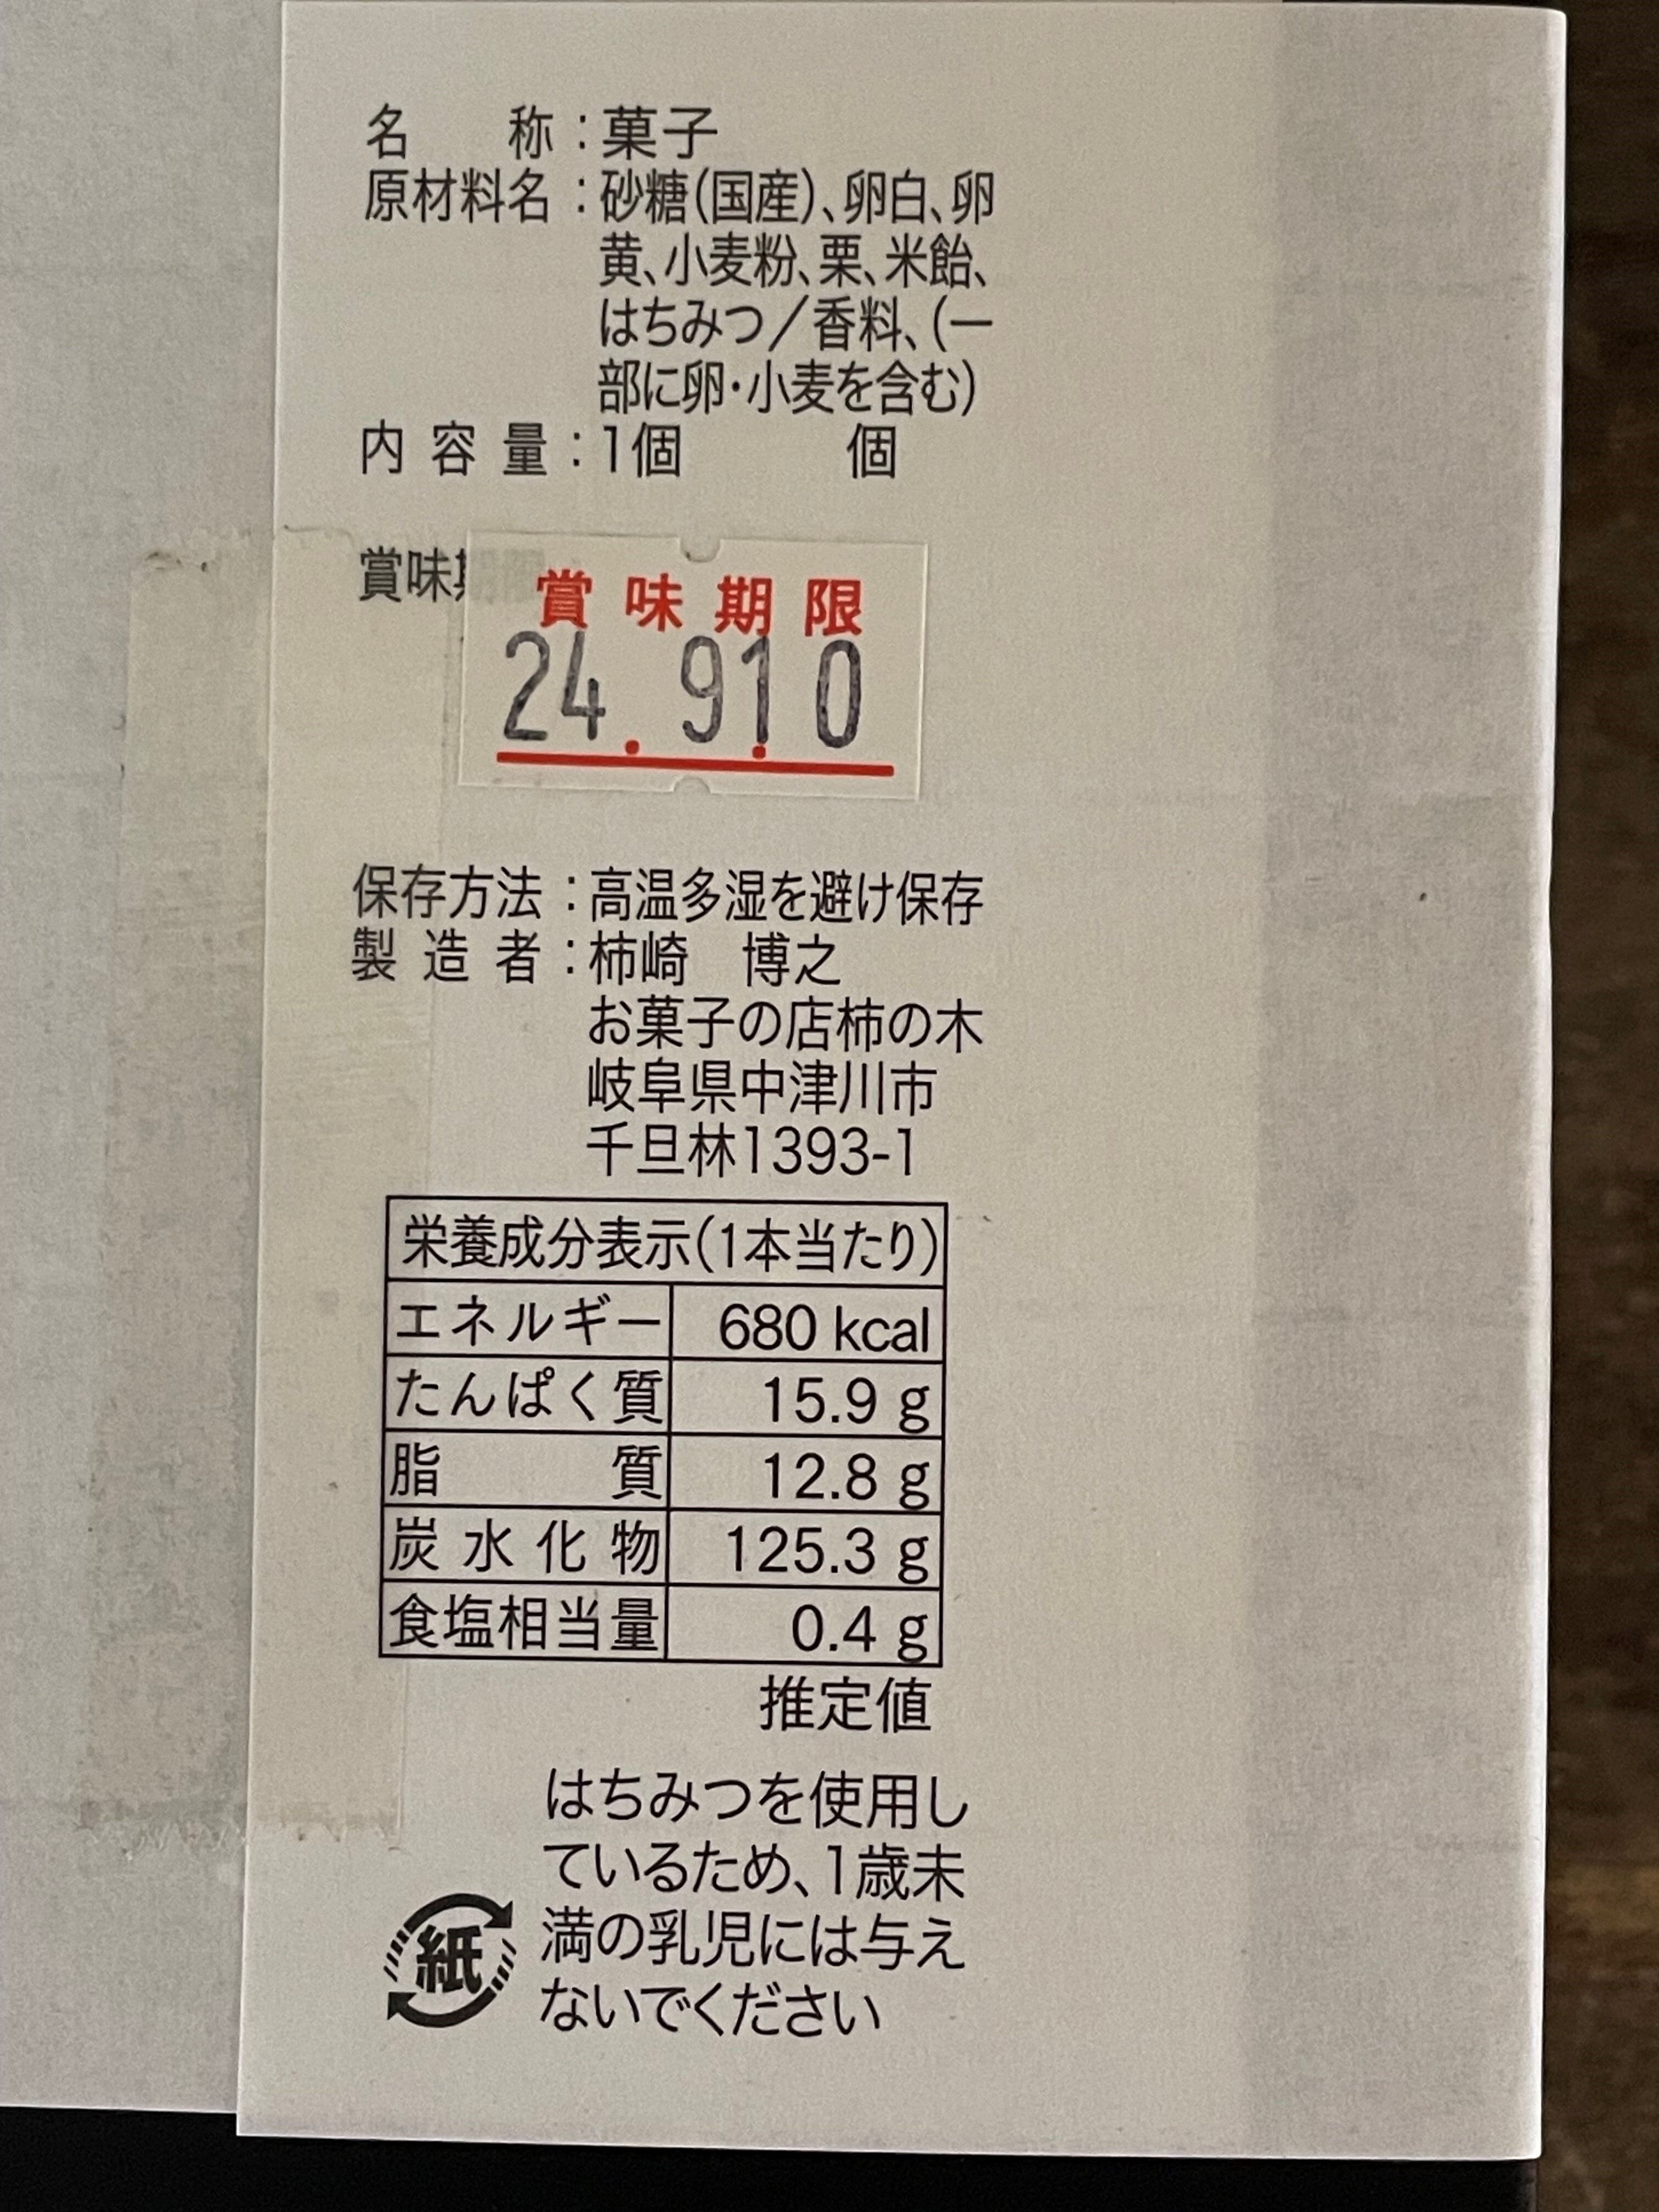 名称：菓子
原材料名：砂糖(国産)、卵白、卵
黄、小麦粉、栗、米飴、
はちみつ／香料、(一
部に卵・小麦を含む)
内容量：1個　個
賞味期限
賞味期限
24.9.10
保存方法：高温多湿を避け保存
製造者：柿崎　博之
お菓子の店柿の木
岐阜県中津川市
千旦林1393-1
栄養成分表示(1本当たり)
エネルギー 680 kcal
たんぱく質 15.9 g
脂質 12.8 g
炭水化物 125.3 g
食塩相当量 0.4 g
推定値
はちみつを使用し
ているため、1歳未
満の乳児には与え
ないでください
紙